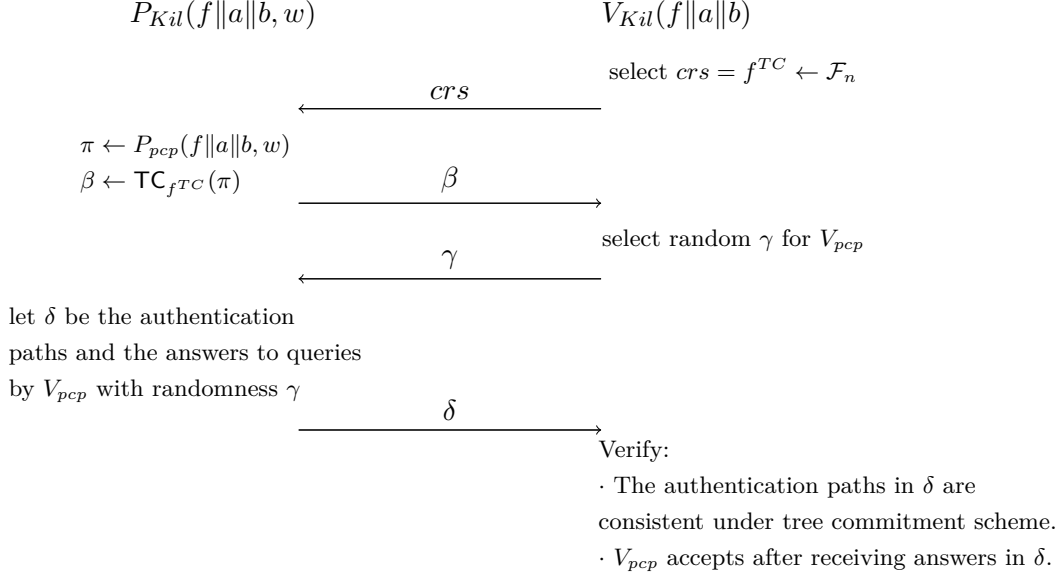 P_{Kil}(f‖a‖b, w)
V_{Kil}(f‖a‖b)
select crs = f^{TC} ← 𝓕_n
crs
π ← P_{pcp}(f‖a‖b, w)
β ← TC_{f^{TC}}(π)
β
select random γ for V_{pcp}
γ
let δ be the authentication
paths and the answers to queries
by V_{pcp} with randomness γ
δ
Verify:
· The authentication paths in δ are
consistent under tree commitment scheme.
· V_{pcp} accepts after receiving answers in δ.